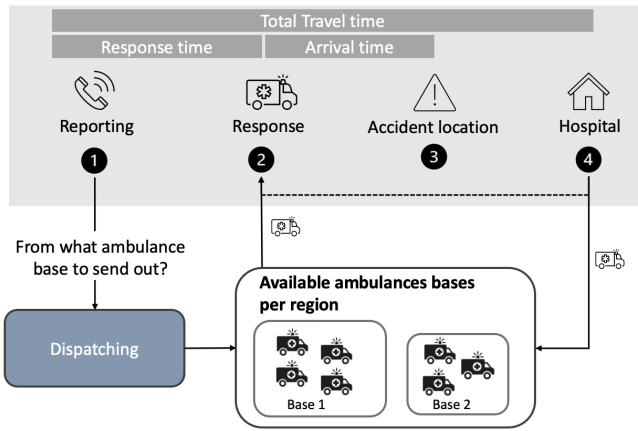 Total Travel time
Response time
Arrival time
Reporting
Response
Accident location
Hospital
1
2
3
4
From what ambulance
base to send out?
Dispatching
Available ambulances bases
per region
Base 1
Base 2